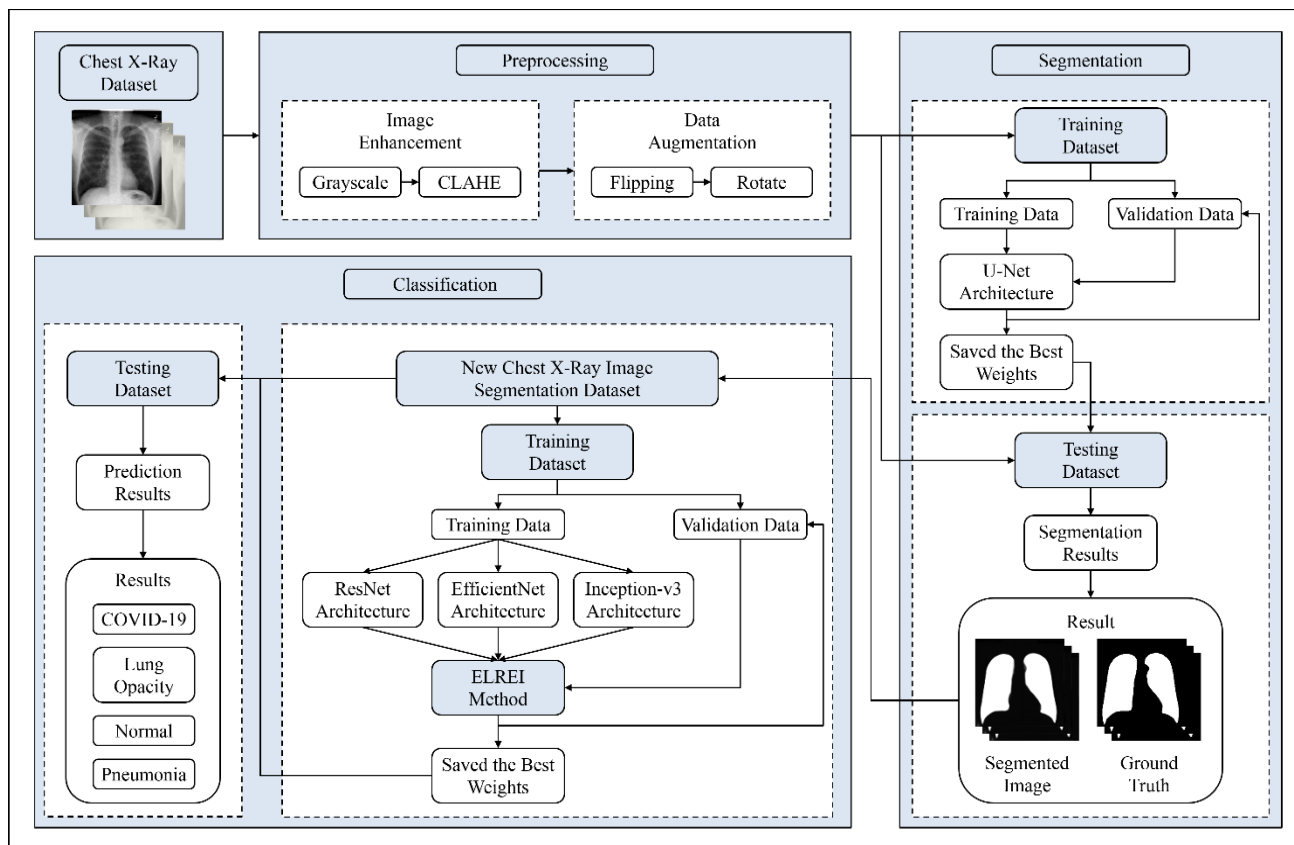 Chest X-Ray
Dataset
Preprocessing
Image
Enhancement
Grayscale
CLAHE
Data
Augmentation
Flipping
Rotate
Segmentation
Training
Dataset
Training Data
Validation Data
U-Net
Architecture
Saved the Best
Weights
Testing
Dataset
Segmentation
Results
Result
Segmented
Image
Ground
Truth
Classification
New Chest X-Ray Image
Segmentation Dataset
Training
Dataset
Training Data
Validation Data
ResNet
Architecture
EfficientNet
Architecture
Inception-v3
Architecture
ELREI
Method
Saved the Best
Weights
Testing
Dataset
Prediction
Results
Results
COVID-19
Lung
Opacity
Normal
Pneumonia